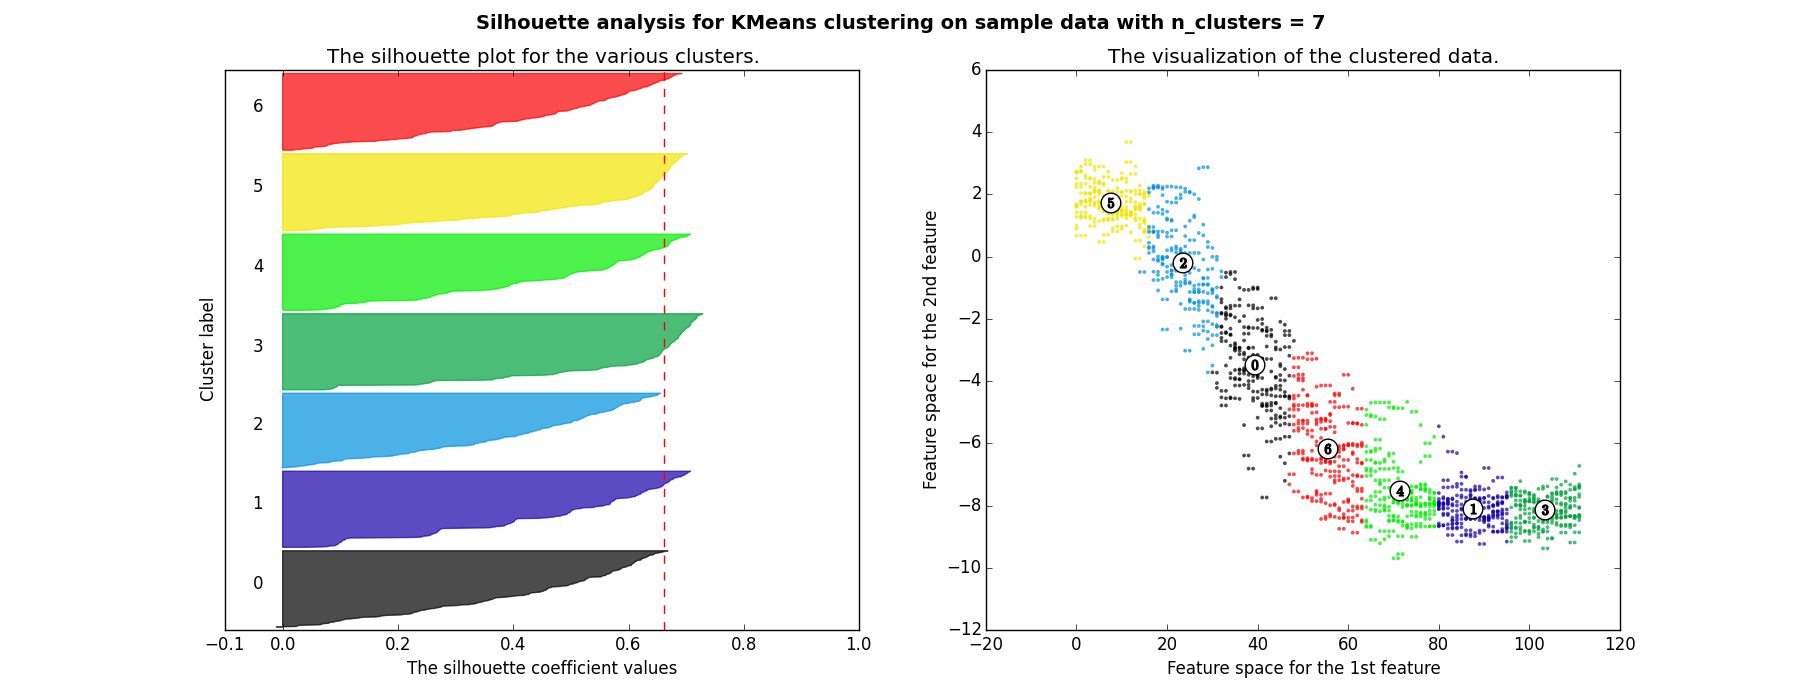 Silhouette analysis for KMeans clustering on sample data with n_clusters = 7
The silhouette plot for the various clusters.
6
5
4
3
2
1
0
Cluster label
−0.1 0.0 0.2 0.4 0.6 0.8 1.0
The silhouette coefficient values
The visualization of the clustered data.
6
4
2
0
−2
−4
−6
−8
−10
−12
Feature space for the 2nd feature
5
2
0
6
4
1
3
−20 0 20 40 60 80 100 120
Feature space for the 1st feature